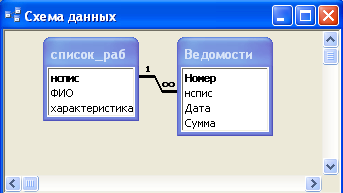 Схема данных
список_раб
Ведомости
нспис
ФИО
характеристика
1
∞
Номер
нспис
Дата
Сумма